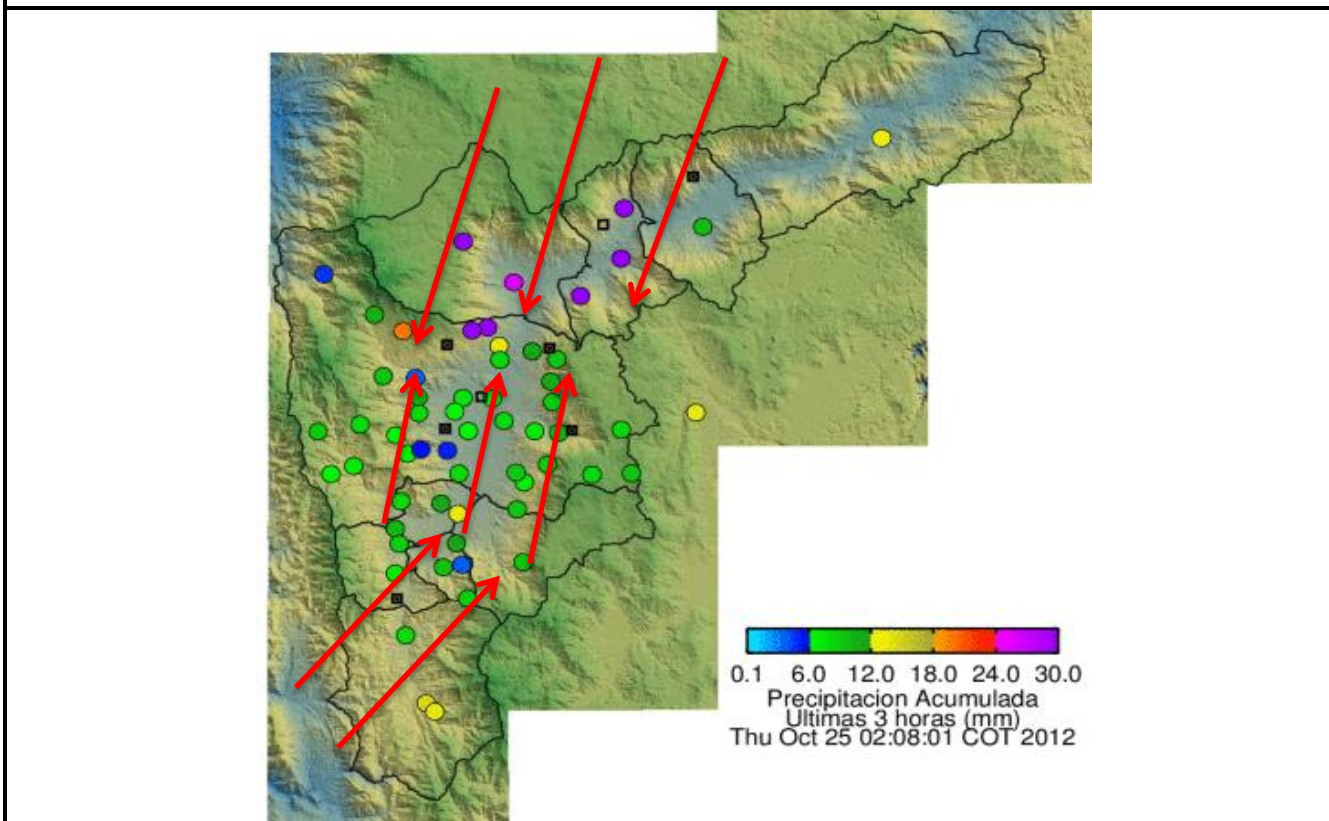 0.1 6.0 12.0 18.0 24.0 30.0
Precipitacion Acumulada
Ultimas 3 horas (mm)
Thu Oct 25 02:08:01 COT 2012